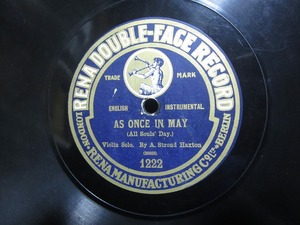 RENA DOUBLE-FACE RECORD
TRADE MARK
ENGLISH INSTRUMENTAL.
AS ONCE IN MAY
(All Souls' Day.)
Violin Solo. By A. Stroud Haxton
1222
LONDON· RENA MANUFACTURING Co Ltd ·BERLIN